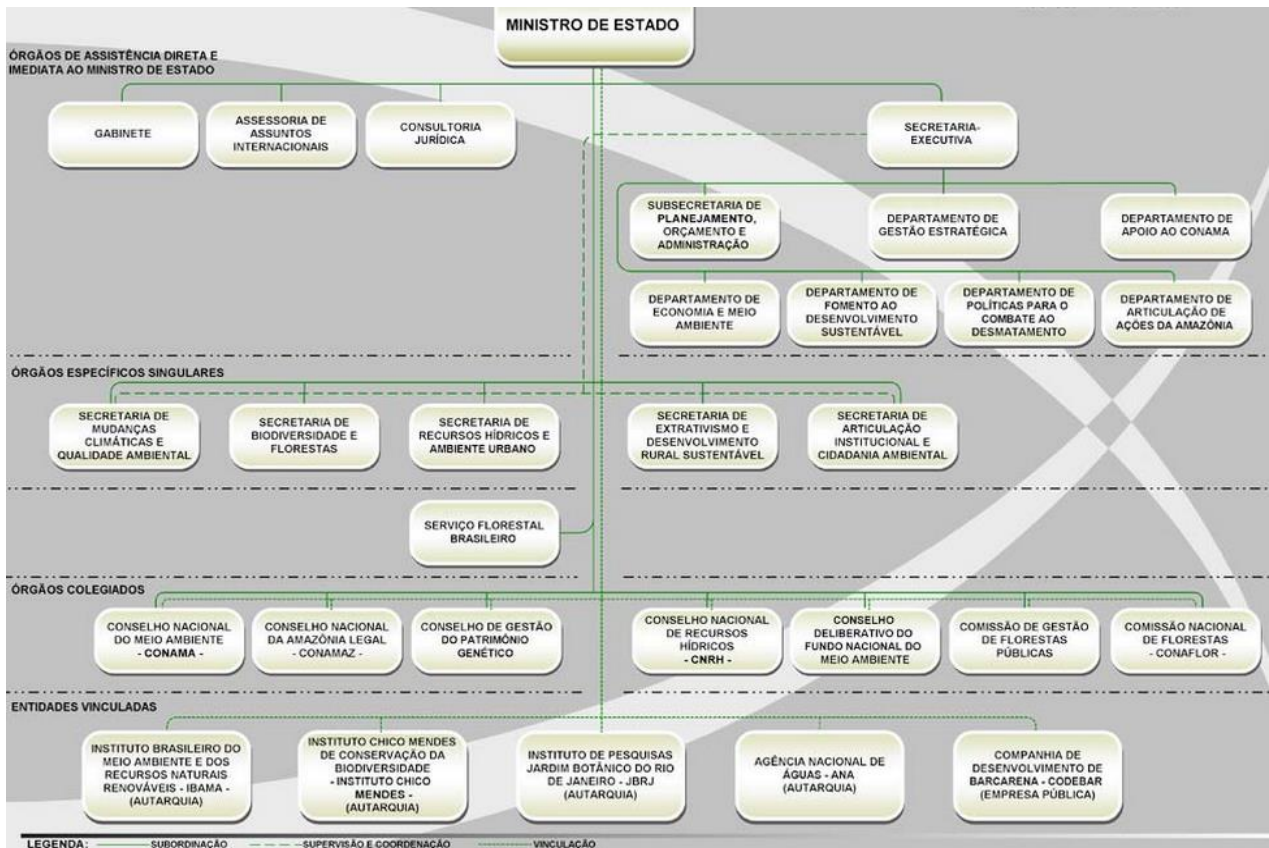 MINISTRO DE ESTADO
ÓRGÃOS DE ASSISTÊNCIA DIRETA E
IMEDIATA AO MINISTRO DE ESTADO
GABINETE
ASSESSORIA DE
ASSUNTOS
INTERNACIONAIS
CONSULTORIA
JURÍDICA
SECRETARIA-
EXECUTIVA
SUBSECRETARIA DE
PLANEJAMENTO,
ORÇAMENTO E
ADMINISTRAÇÃO
DEPARTAMENTO DE
GESTÃO ESTRATÉGICA
DEPARTAMENTO DE
APOIO AO CONAMA
DEPARTAMENTO DE
ECONOMIA E MEIO
AMBIENTE
DEPARTAMENTO DE
FOMENTO AO
DESENVOLVIMENTO
SUSTENTÁVEL
DEPARTAMENTO DE
POLÍTICAS PARA O
COMBATE AO
DESMATAMENTO
DEPARTAMENTO DE
ARTICULAÇÃO DE
AÇÕES DA AMAZÔNIA
ÓRGÃOS ESPECÍFICOS SINGULARES
SECRETARIA DE
MUDANÇAS
CLIMÁTICAS E
QUALIDADE AMBIENTAL
SECRETARIA DE
BIODIVERSIDADE E
FLORESTAS
SECRETARIA DE
RECURSOS HÍDRICOS E
AMBIENTE URBANO
SECRETARIA DE
EXTRATIVISMO E
DESENVOLVIMENTO
RURAL SUSTENTÁVEL
SECRETARIA DE
ARTICULAÇÃO
INSTITUCIONAL E
CIDADANIA AMBIENTAL
SERVIÇO FLORESTAL
BRASILEIRO
ÓRGÃOS COLEGIADOS
CONSELHO NACIONAL
DO MEIO AMBIENTE
- CONAMA -
CONSELHO NACIONAL
DA AMAZÔNIA LEGAL
- CONAMAZ -
CONSELHO DE GESTÃO
DO PATRIMÔNIO
GENÉTICO
CONSELHO NACIONAL
DE RECURSOS
HÍDRICOS
- CNRH -
CONSELHO
DELIBERATIVO DO
FUNDO NACIONAL DO
MEIO AMBIENTE
COMISSÃO DE GESTÃO
DE FLORESTAS
PÚBLICAS
COMISSÃO NACIONAL
DE FLORESTAS
- CONAFLOR -
ENTIDADES VINCULADAS
INSTITUTO BRASILEIRO DO
MEIO AMBIENTE E DOS
RECURSOS NATURAIS
RENOVÁVEIS - IBAMA -
(AUTARQUIA)
INSTITUTO CHICO MENDES
DE CONSERVAÇÃO DA
BIODIVERSIDADE
- INSTITUTO CHICO
MENDES -
(AUTARQUIA)
INSTITUTO DE PESQUISAS
JARDIM BOTÂNICO DO RIO
DE JANEIRO - JBRJ
(AUTARQUIA)
AGÊNCIA NACIONAL DE
ÁGUAS - ANA
(AUTARQUIA)
COMPANHIA DE
DESENVOLVIMENTO DE
BARCARENA - CODEBAR
(EMPRESA PÚBLICA)
LEGENDA: SUBORDINAÇÃO SUPERVISÃO E COORDENAÇÃO VINCULAÇÃO